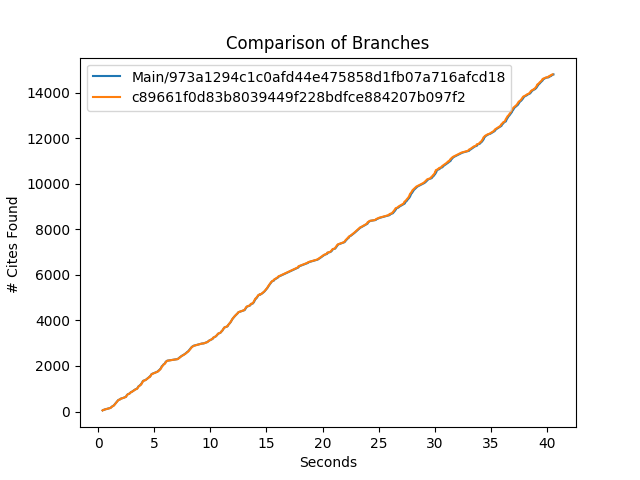 Comparison of Branches
Main/973a1294c1c0afd44e475858d1fb07a716afcd18
c89661f0d83b8039449f228bdfce884207b097f2
14000
12000
10000
8000
6000
4000
2000
0
# Cites Found
0 5 10 15 20 25 30 35 40
Seconds